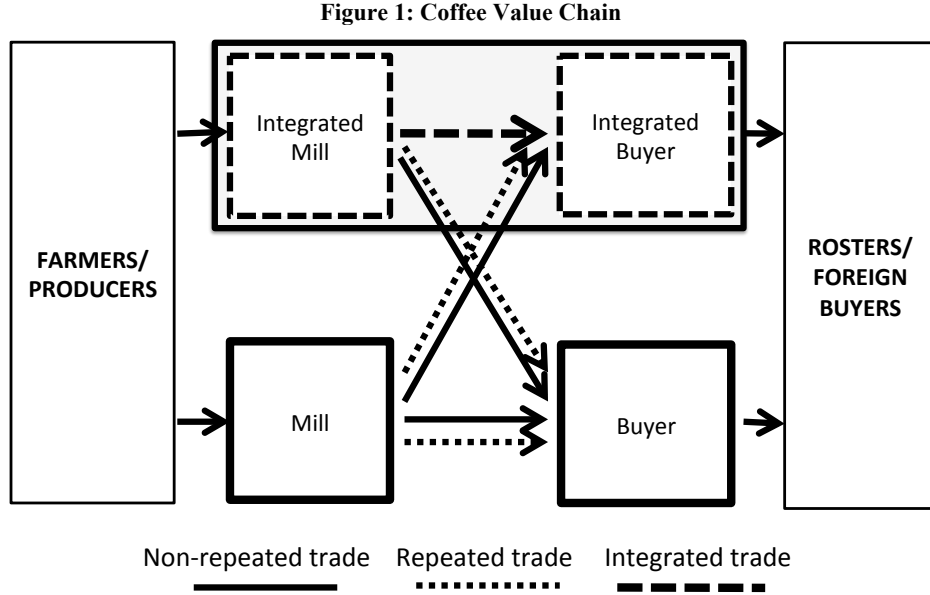 Figure 1: Coffee Value Chain
FARMERS/
PRODUCERS
Integrated
Mill
Integrated
Buyer
Mill
Buyer
ROSTERS/
FOREIGN
BUYERS
Non-repeated trade
Repeated trade
Integrated trade